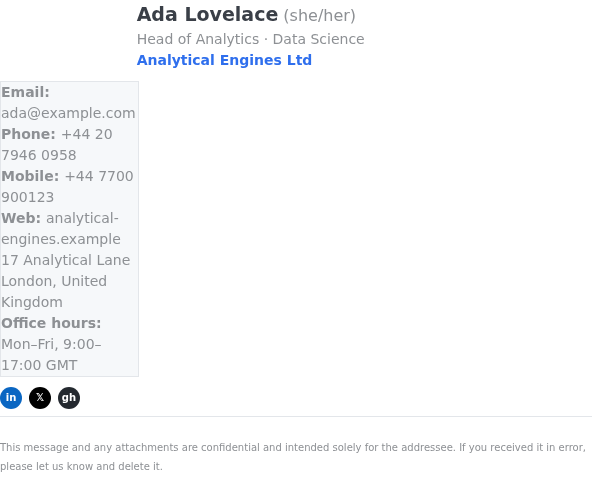 Ada Lovelace (she/her)
Head of Analytics · Data Science
Analytical Engines Ltd
Email:
ada@example.com
Phone: +44 20
7946 0958
Mobile: +44 7700
900123
Web: analytical-
engines.example
17 Analytical Lane
London, United
Kingdom
Office hours:
Mon–Fri, 9:00–
17:00 GMT
in 𝕏 gh
This message and any attachments are confidential and intended solely for the addressee. If you received it in error,
please let us know and delete it.